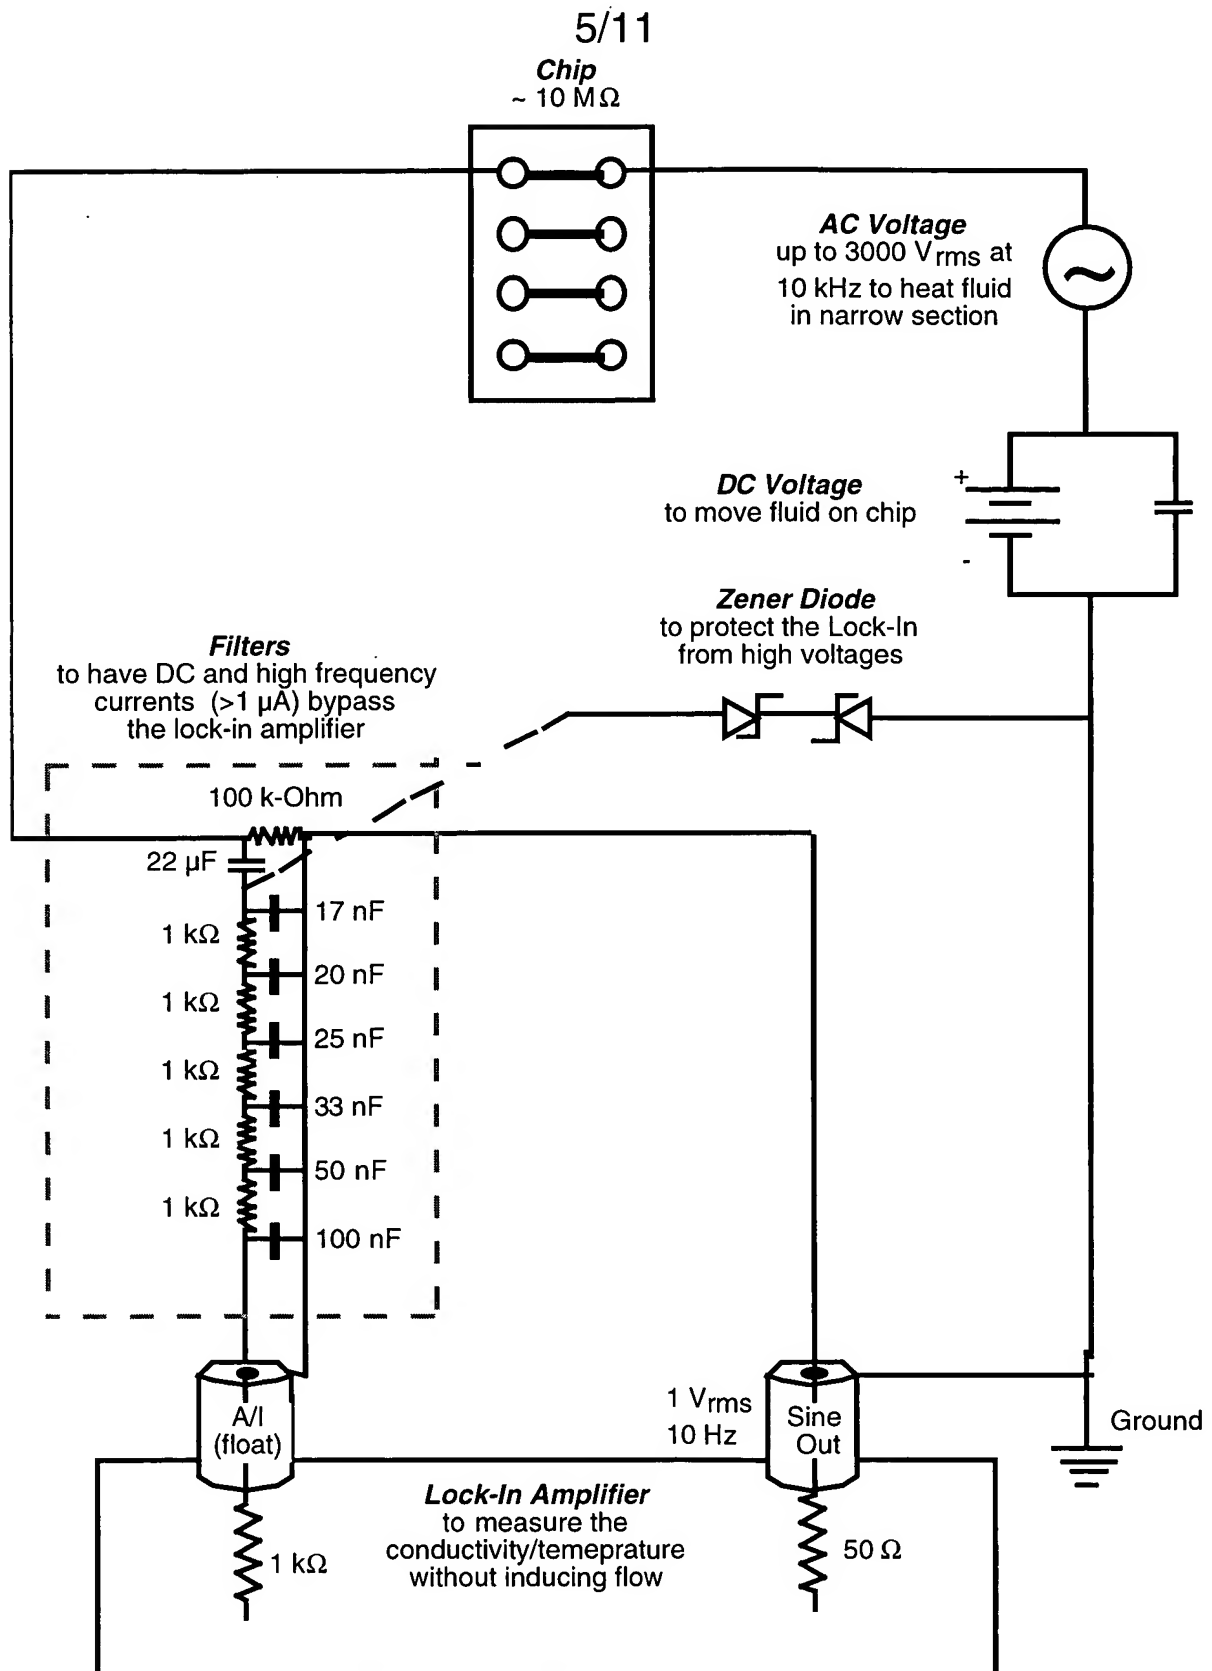 5/11
Chip
~ 10 MΩ
AC Voltage
up to 3000 Vrms at
10 kHz to heat fluid
in narrow section
+
DC Voltage
to move fluid on chip
-
Zener Diode
to protect the Lock-In
from high voltages
Filters
to have DC and high frequency
currents (>1 µA) bypass
the lock-in amplifier
100 k-Ohm
22 µF
17 nF
1 kΩ
20 nF
1 kΩ
25 nF
1 kΩ
33 nF
1 kΩ
50 nF
1 kΩ
100 nF
A/I
(float)
1 Vrms
10 Hz
Sine
Out
Ground
Lock-In Amplifier
to measure the
conductivity/temeprature
without inducing flow
1 kΩ
50 Ω